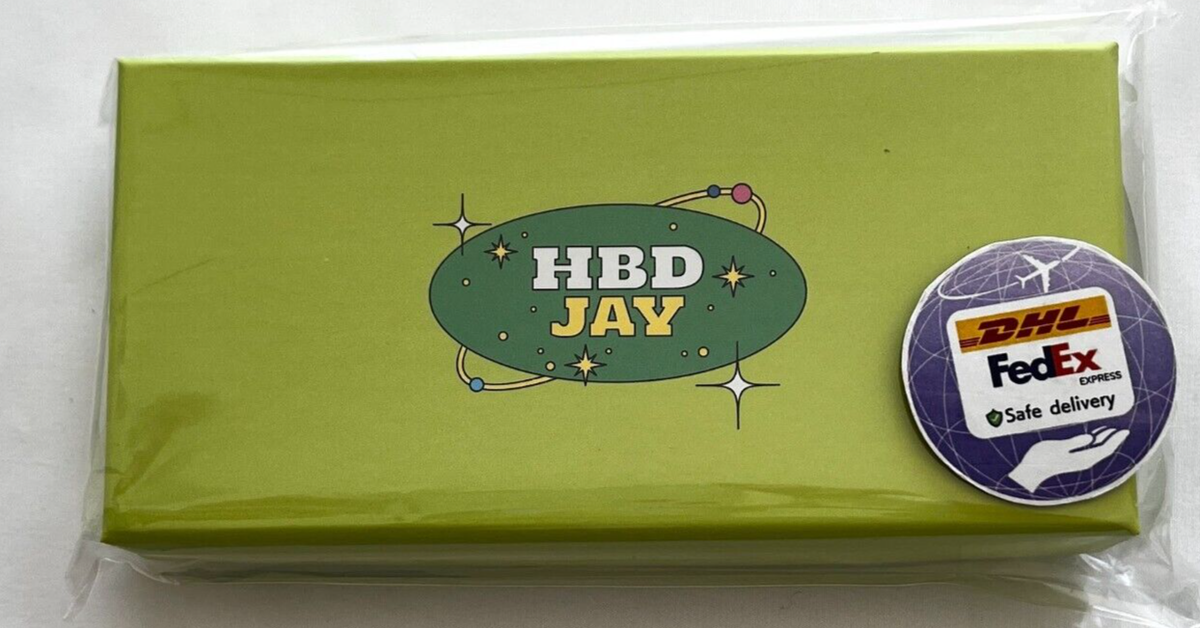 HBD
JAY
DHL
FedEx
EXPRESS
Safe delivery